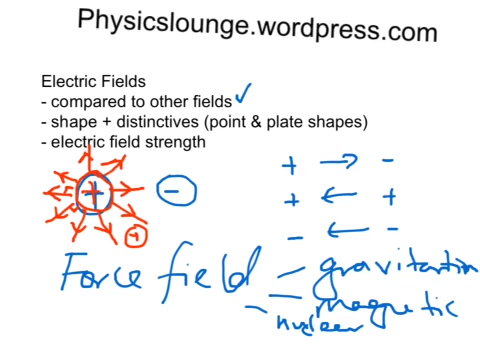 Physicslounge.wordpress.com
Electric Fields
- compared to other fields ✓
- shape + distinctives (point & plate shapes)
- electric field strength
+ → -
+ ← +
- ← -
+ -
+
Force field - gravitation
- magnetic
- nuclear